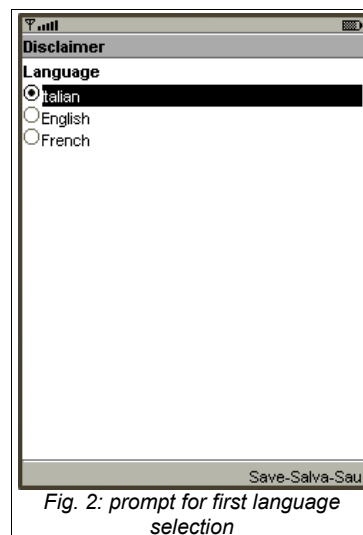 Disclaimer
Language
Italian
English
French
Save-Salva-Sau
Fig. 2: prompt for first language
selection